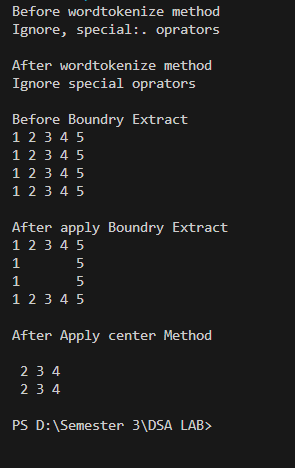 Before wordtokenize method
Ignore, special:. oprators
After wordtokenize method
Ignore special oprators
Before Boundry Extract
1 2 3 4 5
1 2 3 4 5
1 2 3 4 5
1 2 3 4 5
After apply Boundry Extract
1 2 3 4 5
1       5
1       5
1 2 3 4 5
After Apply center Method
2 3 4
2 3 4
PS D:\Semester 3\DSA LAB>